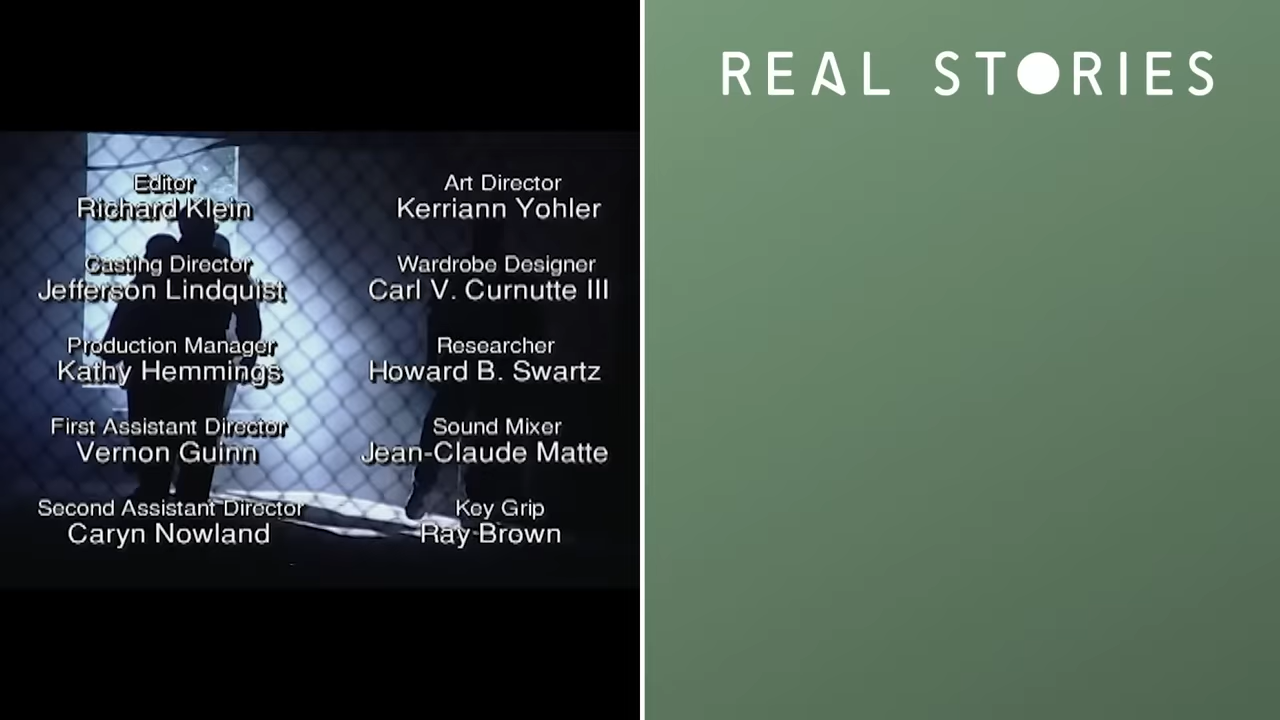 Editor
Richard Klein
Casting Director
Jefferson Lindquist
Production Manager
Kathy Hemmings
First Assistant Director
Vernon Guinn
Second Assistant Director
Caryn Nowland
Art Director
Kerriann Yohler
Wardrobe Designer
Carl V. Curnutte III
Researcher
Howard B. Swartz
Sound Mixer
Jean-Claude Matte
Key Grip
Ray Brown
REAL STORIES